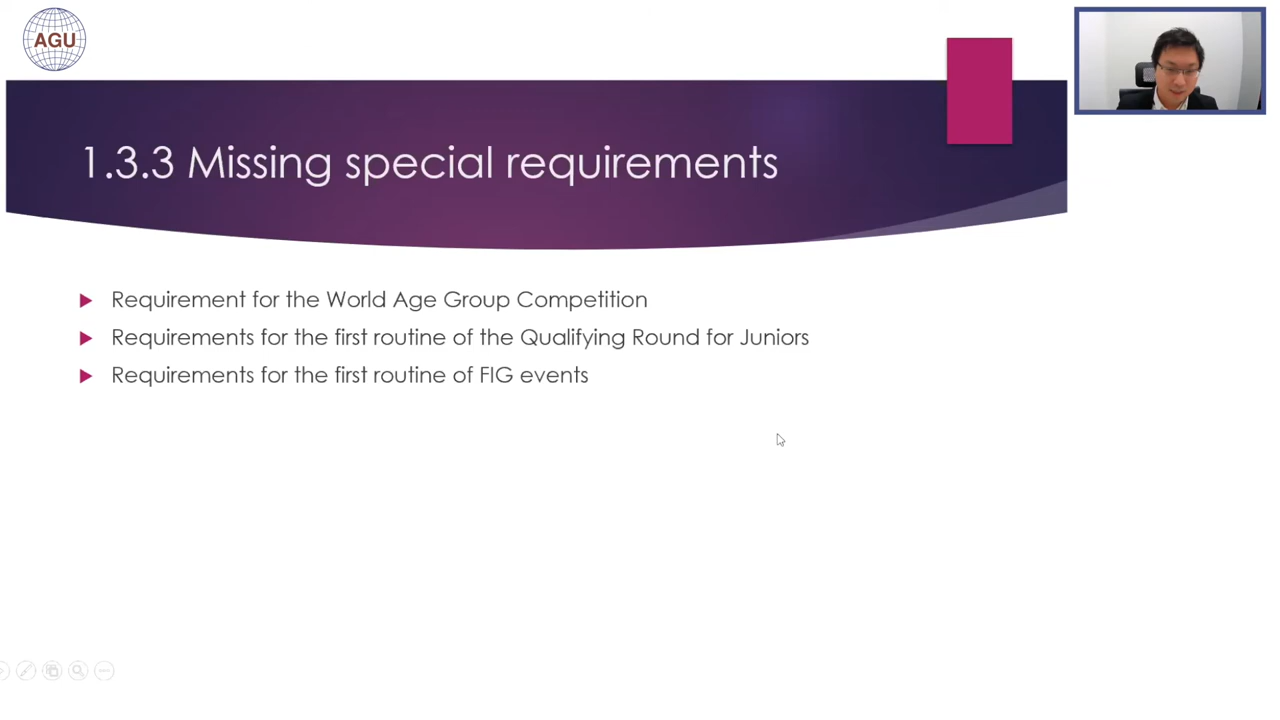 AGU
1.3.3 Missing special requirements
Requirement for the World Age Group Competition
Requirements for the first routine of the Qualifying Round for Juniors
Requirements for the first routine of FIG events